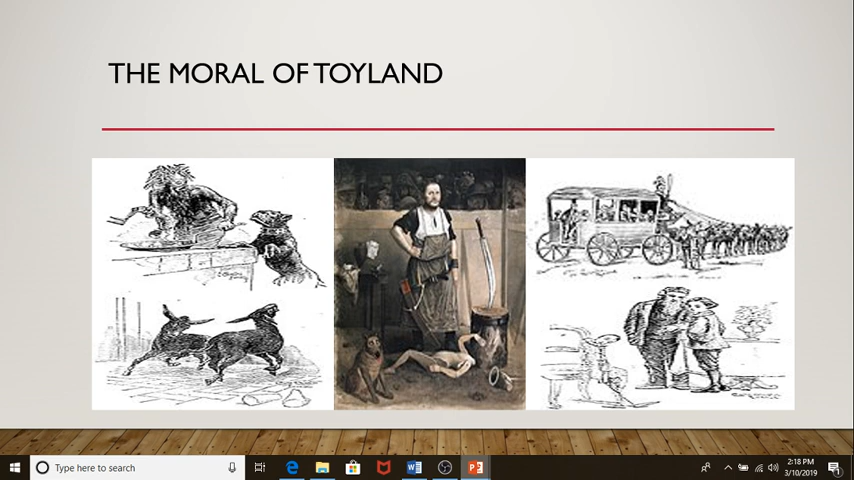 THE MORAL OF TOYLAND
Type here to search
2:18 PM
3/10/2019